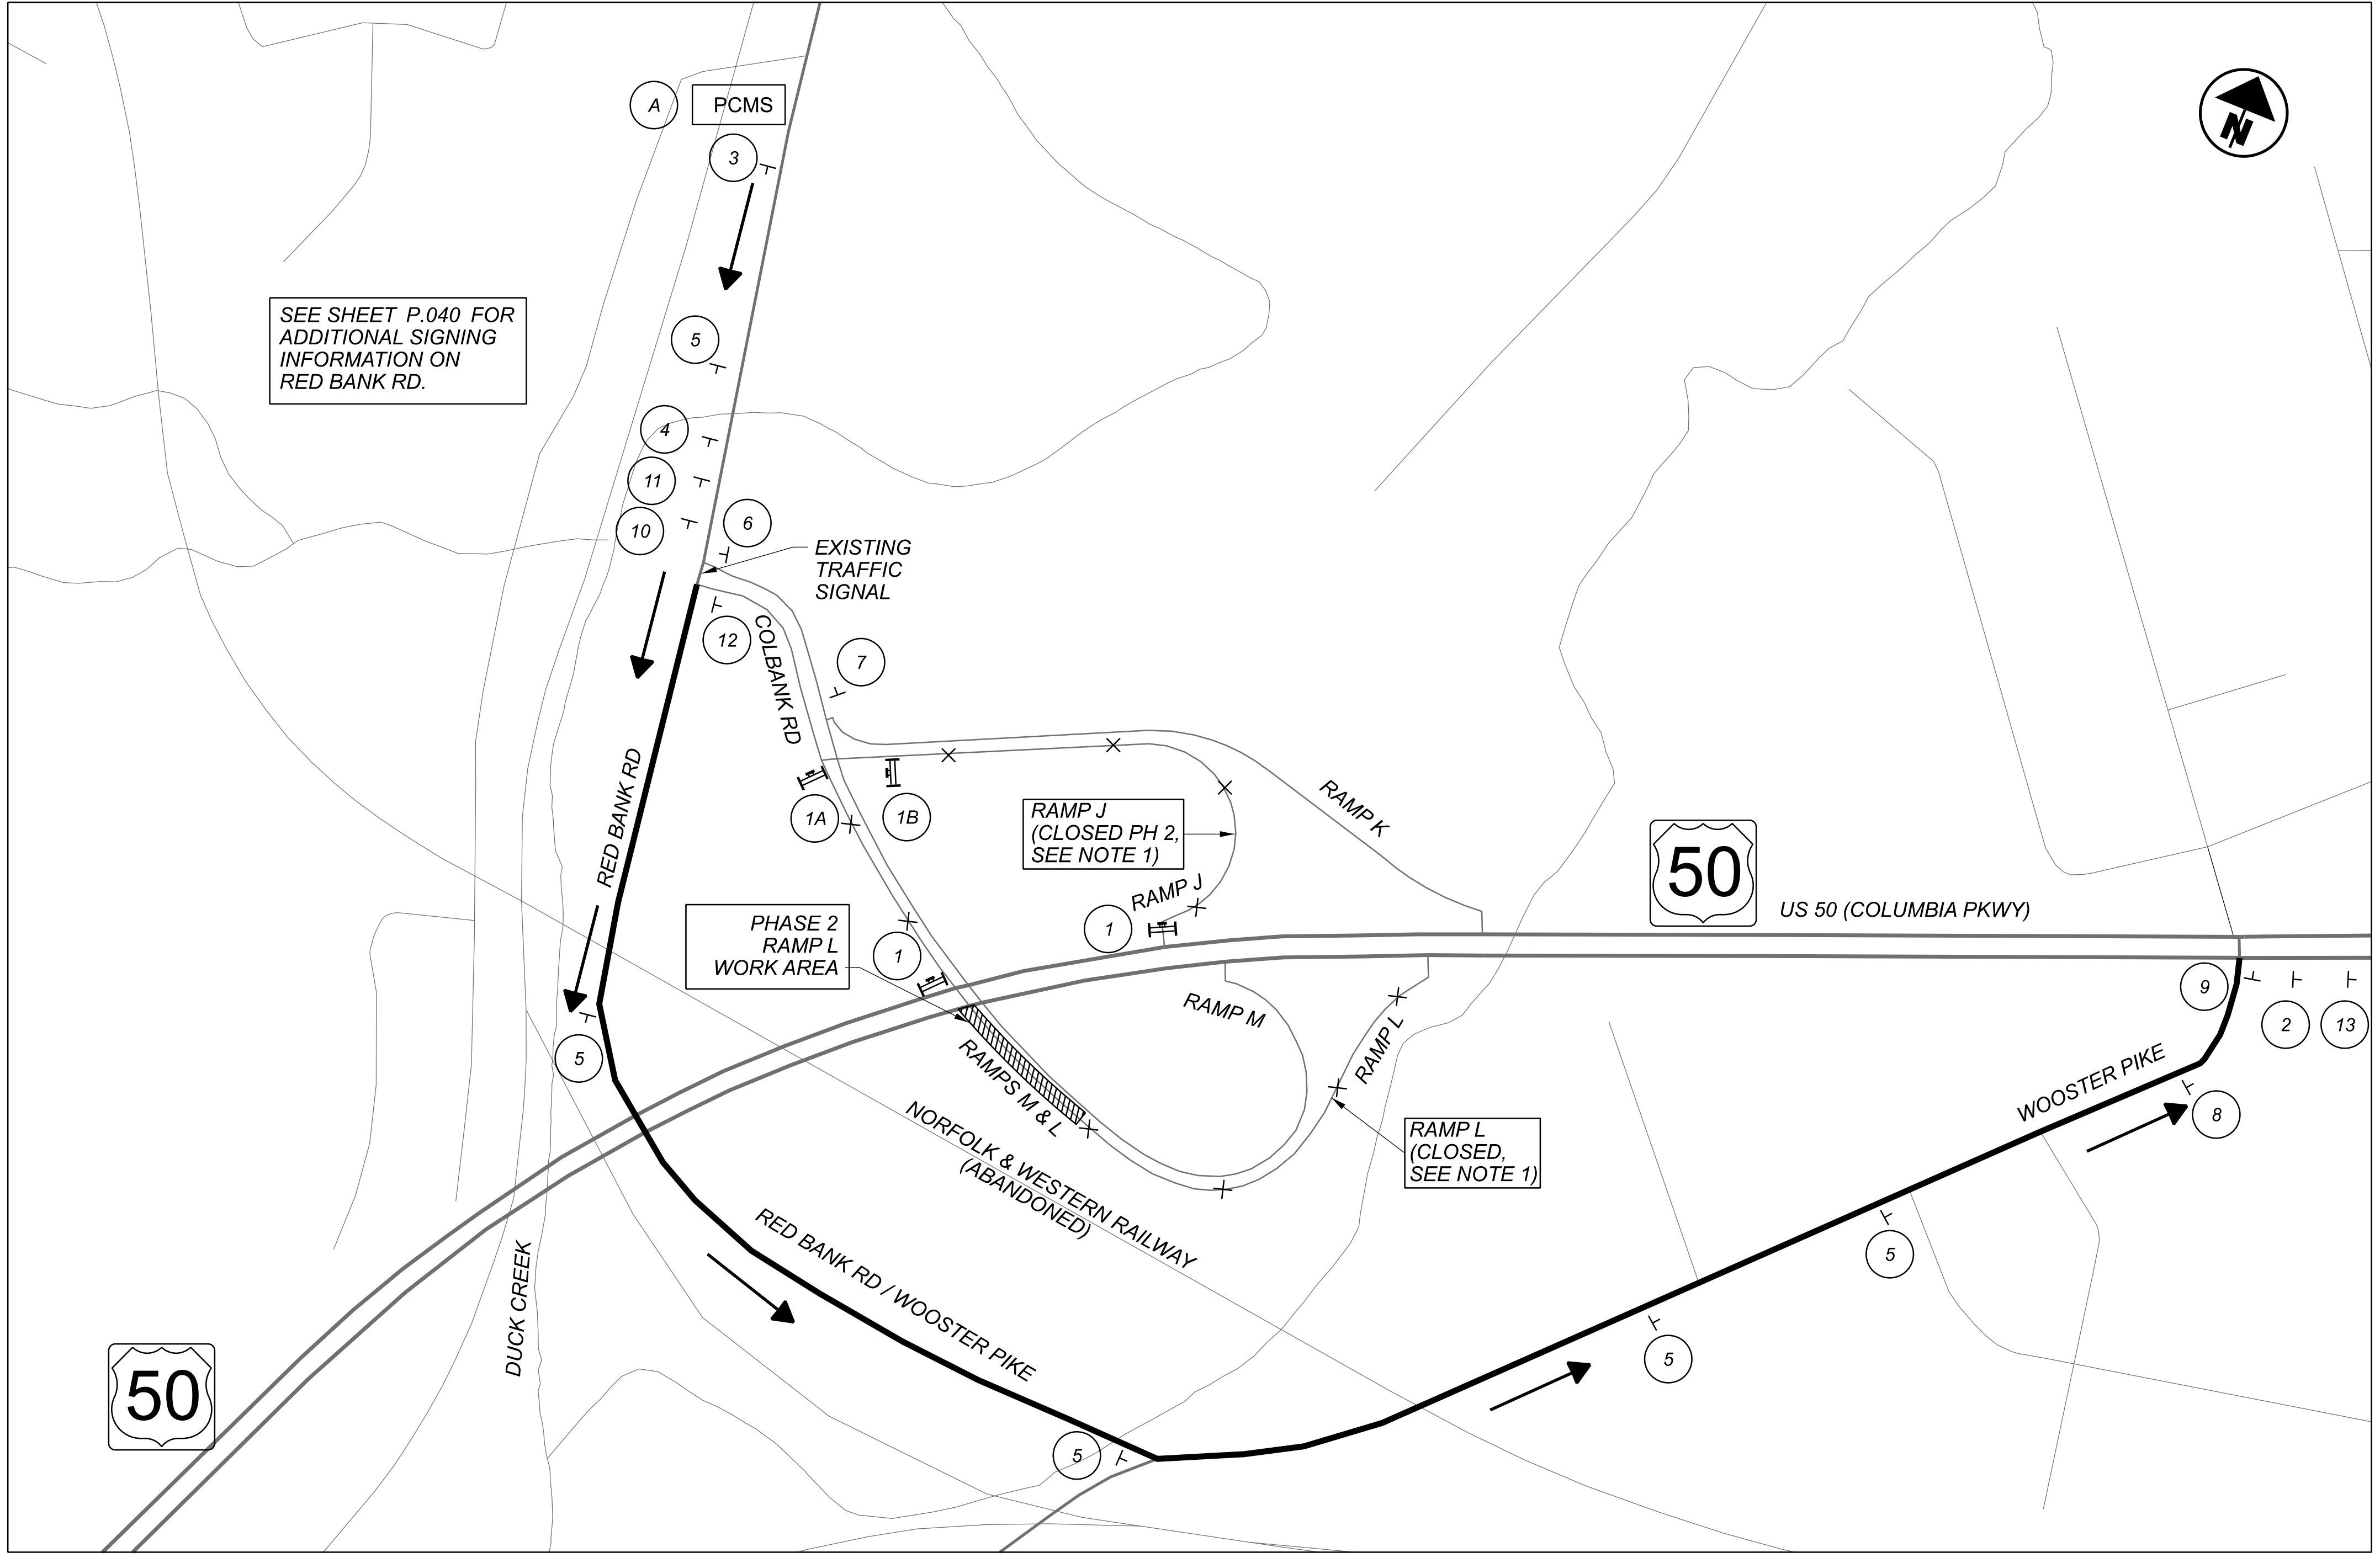 A
PCMS
3
N
SEE SHEET P.040 FOR
ADDITIONAL SIGNING
INFORMATION ON
RED BANK RD.
5
4
11
10
6
EXISTING
TRAFFIC
SIGNAL
12
COLBANK RD
7
RED BANK RD
1A
1B
RAMP J
(CLOSED PH 2,
SEE NOTE 1)
RAMP K
RAMP J
1
50
US 50 (COLUMBIA PKWY)
PHASE 2
RAMP L
WORK AREA
1
RAMP M
RAMP L
9
2
13
5
RAMPS M & L
NORFOLK & WESTERN RAILWAY
(ABANDONED)
RAMP L
(CLOSED,
SEE NOTE 1)
WOOSTER PIKE
8
RED BANK RD / WOOSTER PIKE
5
5
DUCK CREEK
50
5